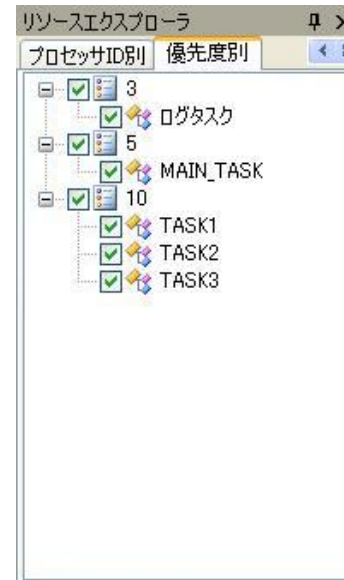 リソースエクスプローラ
プロセッサID別 優先度別
3
ログタスク
5
MAIN_TASK
10
TASK1
TASK2
TASK3